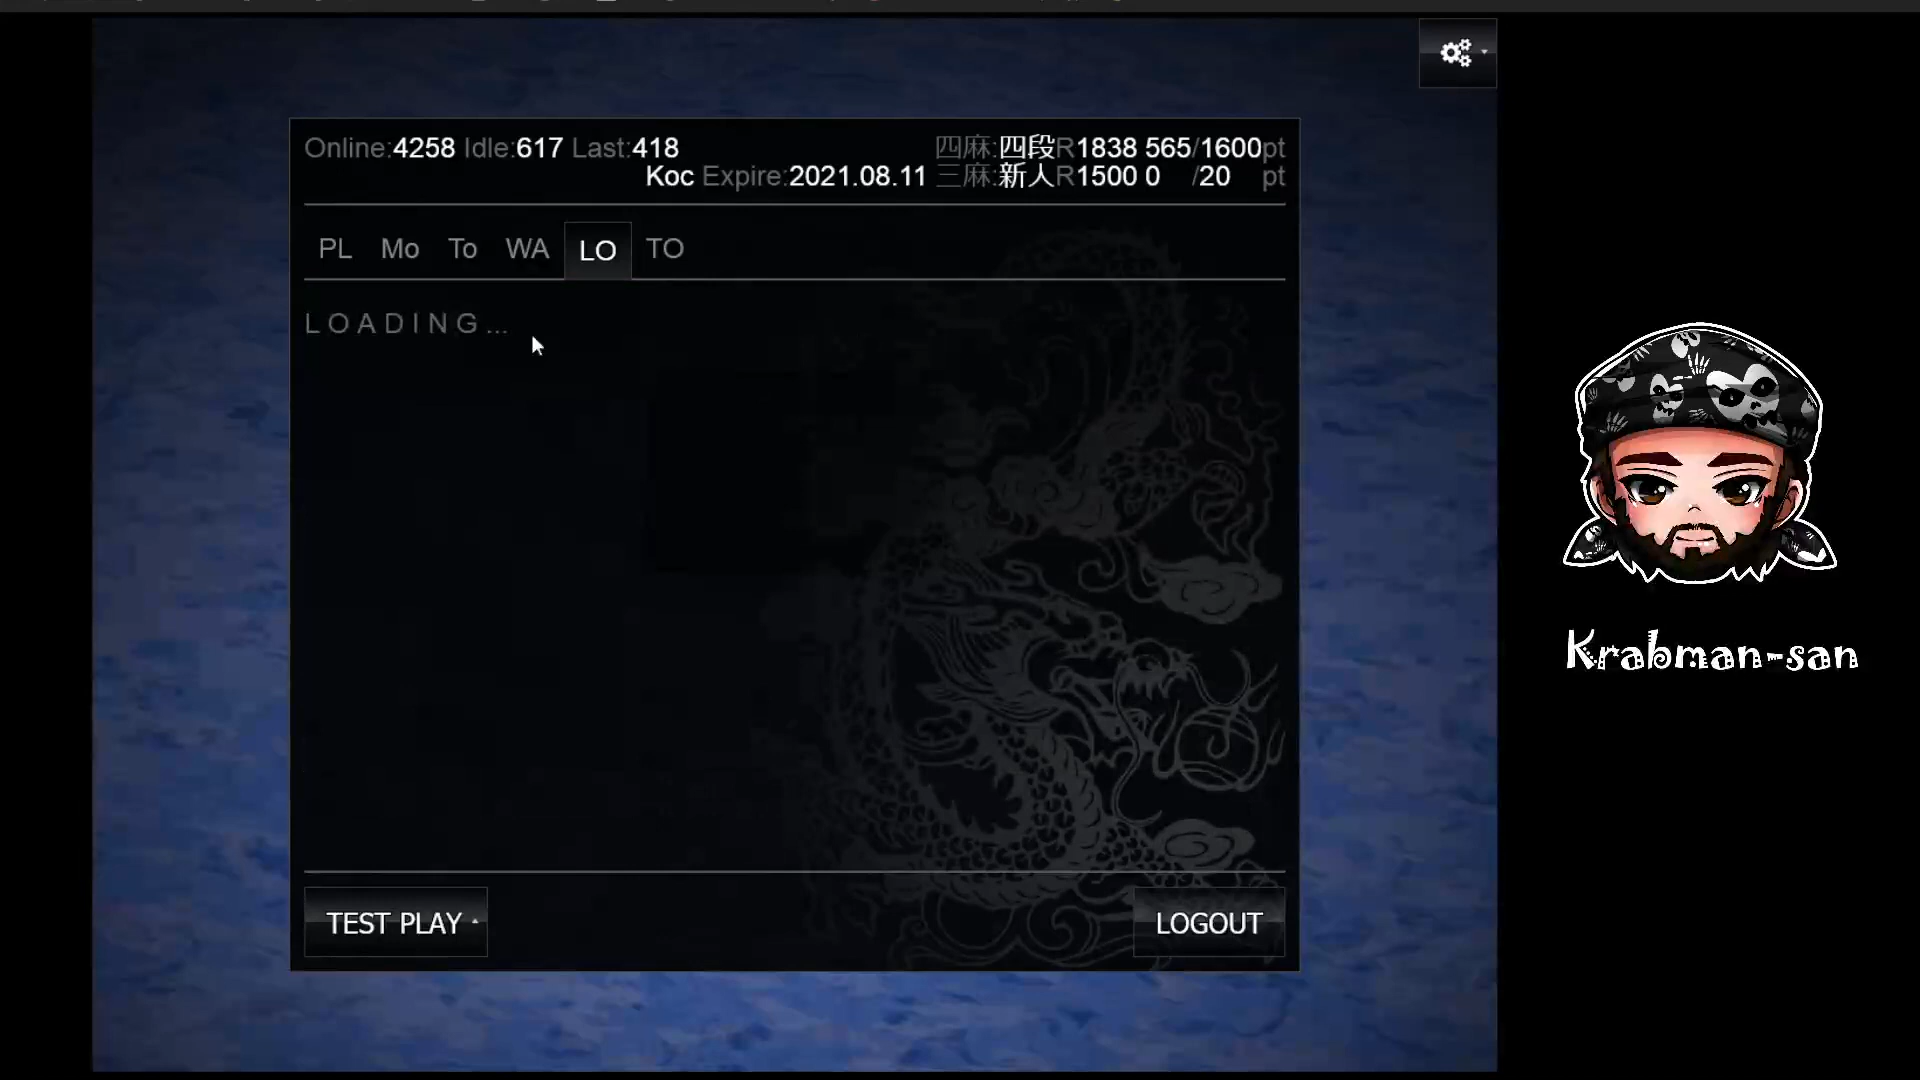 Online:4258 Idle:617 Last:418 四麻:四段R1838 565/1600pt
Koc Expire:2021.08.11 三麻:新人R1500 0 /20 pt
PL Mo To WA LO TO
LOADING...
Krabman-san
TEST PLAY LOGOUT